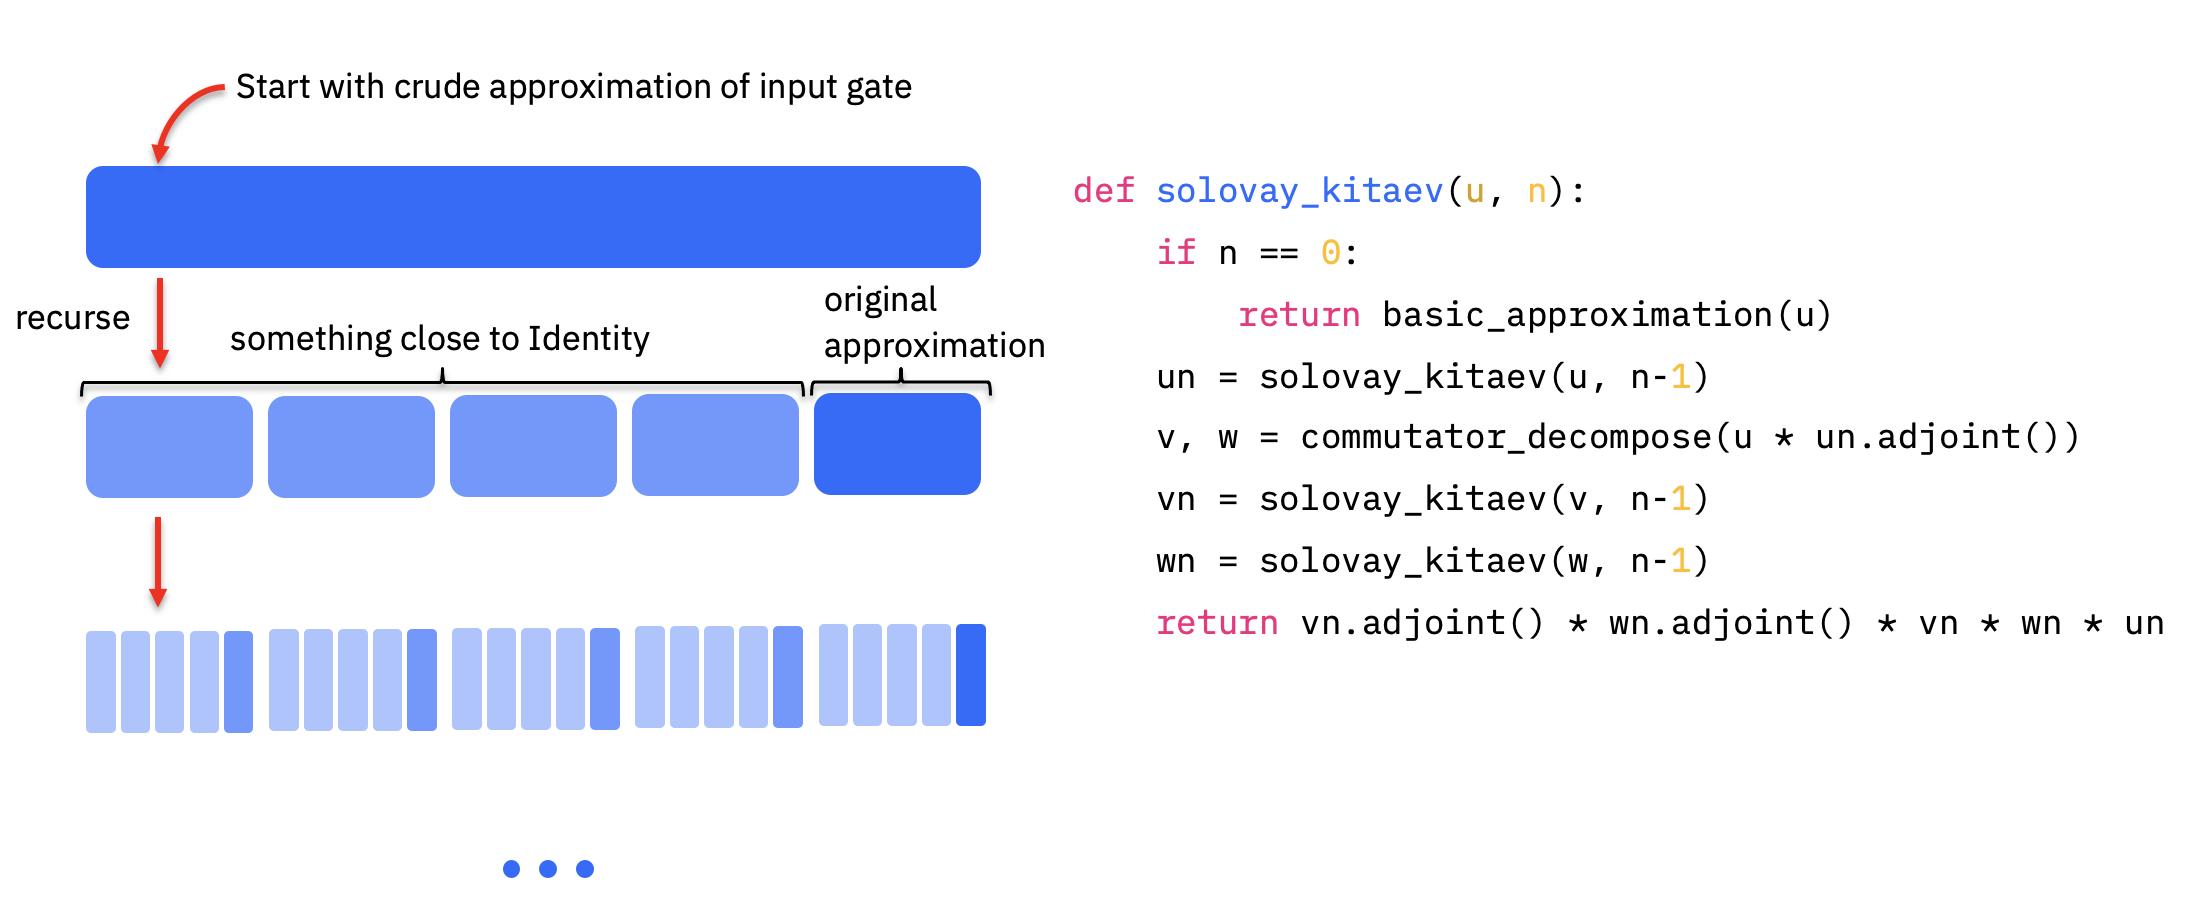 Start with crude approximation of input gate
recurse
something close to Identity
original
approximation
def solovay_kitaev(u, n):
    if n == 0:
        return basic_approximation(u)
    un = solovay_kitaev(u, n-1)
    v, w = commutator_decompose(u * un.adjoint())
    vn = solovay_kitaev(v, n-1)
    wn = solovay_kitaev(w, n-1)
    return vn.adjoint() * wn.adjoint() * vn * wn * un